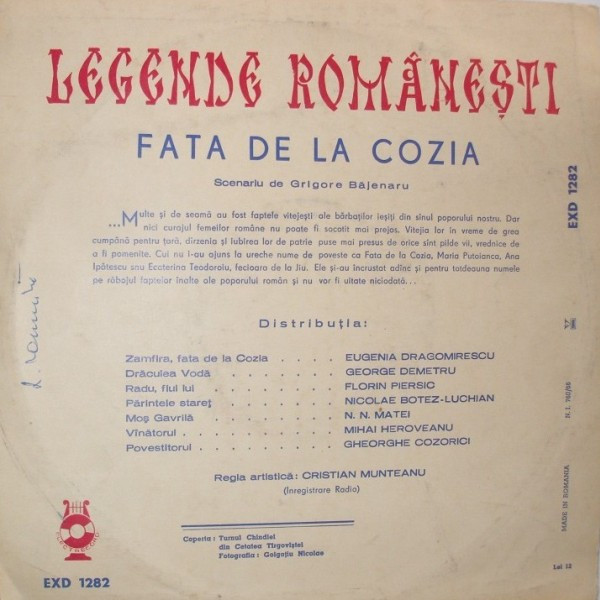 LEGENDE ROMÂNEȘTI
FATA DE LA COZIA
Scenariu de Grigore Băjenaru
EXD 1282
...Multe și de seamă au fost faptele vitejești ale bărbaților ieșiți din sînul poporului nostru. Dar
nici curajul femeilor române nu poate fi socotit mai prejos. Vitejia lor în vreme de grea
cumpănă pentru țară, dîrzenia și iubirea lor de patrie puse mai presus de orice sînt pilde vii, vrednice de
a fi pomenite. Cui nu i-au ajuns la ureche nume de poveste ca Fata de la Cozia, Maria Putoianca, Ana
Ipătescu sau Ecaterina Teodoroiu, fecioara de la Jiu. Ele și-au încrustat adînc și pentru totdeauna numele
pe răbojul faptelor înalte ale poporului român și nu vor fi uitate niciodată...
Distribuția:
Zamfira, fata de la Cozia . . . . EUGENIA DRAGOMIRESCU
Drăculea Vodă . . . . . . . GEORGE DEMETRU
Radu, fiul lui . . . . . . . . FLORIN PIERSIC
Părintele stareț . . . . . . . NICOLAE BOTEZ-LUCHIAN
Moș Gavrilă . . . . . . . . N. N. MATEI
Vînătorul . . . . . . . . . MIHAI HEROVEANU
Povestitorul . . . . . . . . GHEORGHE COZORICI
Regia artistică: CRISTIAN MUNTEANU
(Înregistrare Radio)
N.I. 780/66
MADE IN ROMANIA
ELECTRECORD
Coperta: Turnul Chindiei
din Cetatea Tîrgoviștei
Fotografia: Golgoțiu Nicolae
Lei 12
EXD 1282